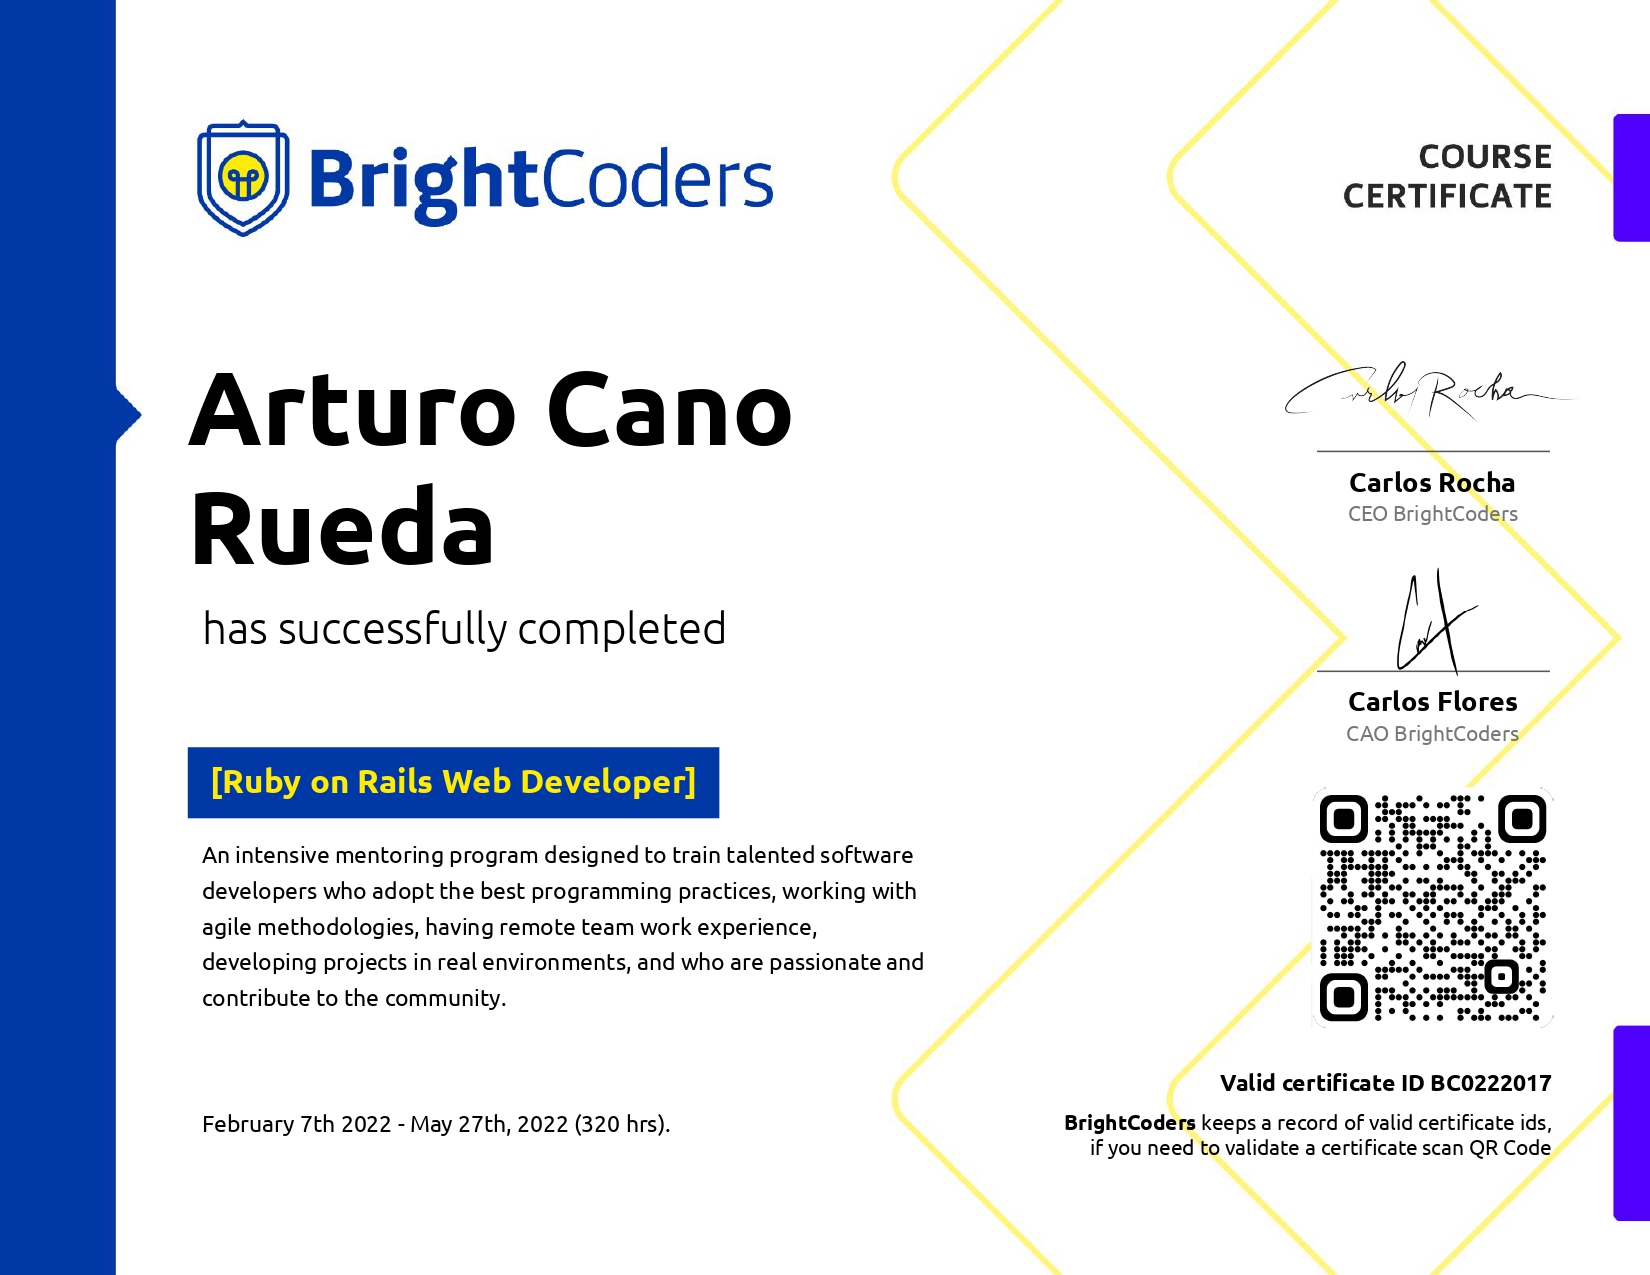 BrightCoders
COURSE
CERTIFICATE
Arturo Cano
Rueda
has successfully completed
[Ruby on Rails Web Developer]
An intensive mentoring program designed to train talented software
developers who adopt the best programming practices, working with
agile methodologies, having remote team work experience,
developing projects in real environments, and who are passionate and
contribute to the community.
February 7th 2022 - May 27th, 2022 (320 hrs).
Carlos Rocha
Carlos Rocha
CEO BrightCoders
Carlos Flores
CAO BrightCoders
Valid certificate ID BC0222017
BrightCoders keeps a record of valid certificate ids,
if you need to validate a certificate scan QR Code